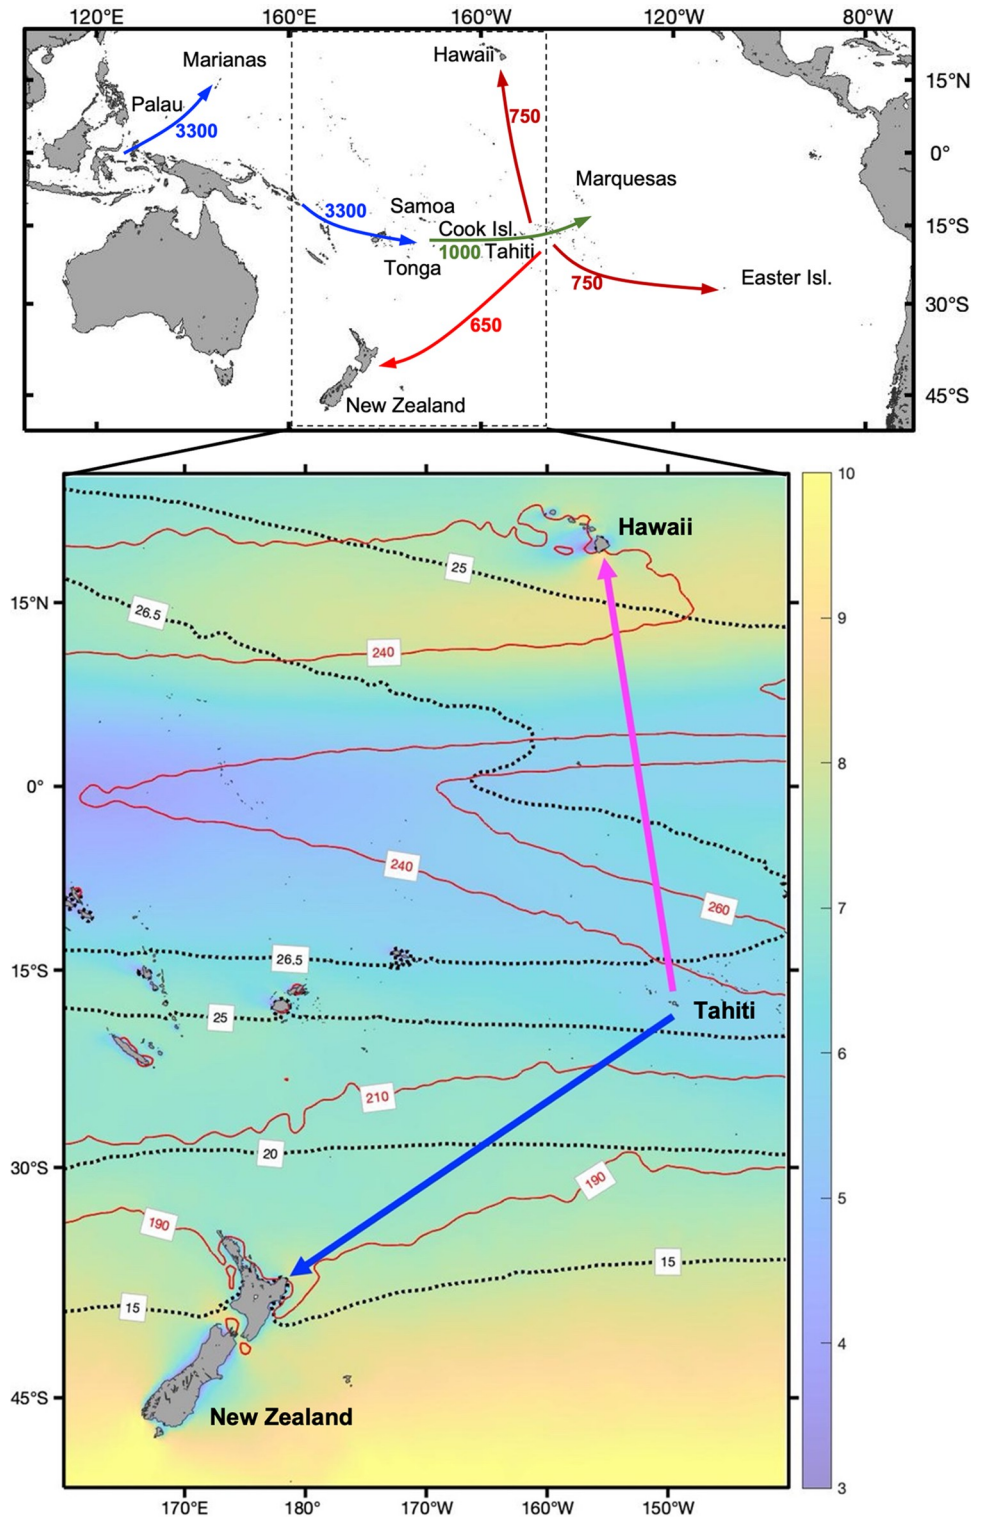 120°E 160°E 160°W 120°W 80°W
Hawaii
Marianas
15°N
Palau
750
3300
0°
Marquesas
Samoa
3300
Cook Isl.
15°S
1000 Tahiti
Tonga
Easter Isl.
750
30°S
650
45°S
New Zealand
10
Hawaii
25
15°N
26.5
9
240
8
0°
240
260
7
26.5
15°S
Tahiti
25
6
210
20
30°S
190
5
190
15
15
4
45°S
New Zealand
3
170°E 180° 170°W 160°W 150°W